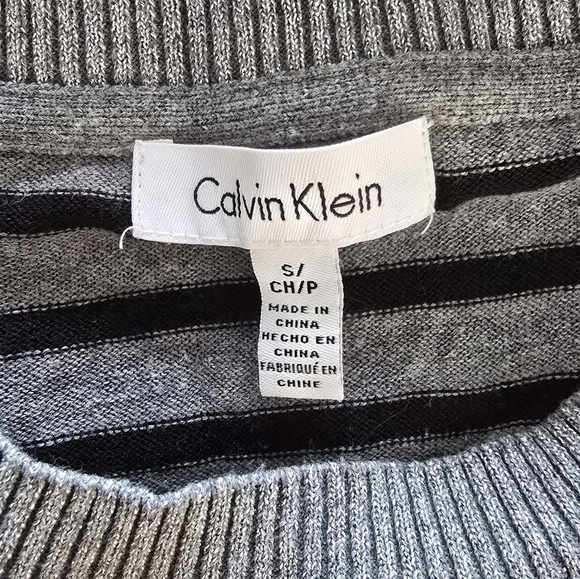 Calvin Klein
S/
CH/P
MADE IN
CHINA
HECHO EN
CHINA
FABRIQUÉ EN
CHINE